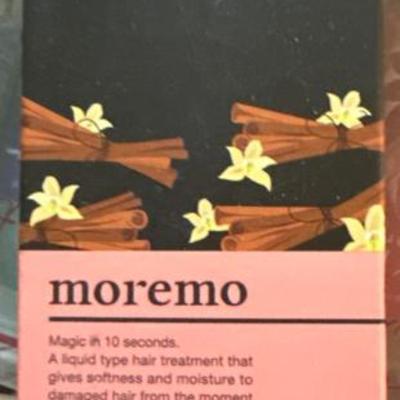 moremo
Magic in 10 seconds.
A liquid type hair treatment that
gives softness and moisture to
damaged hair from the moment